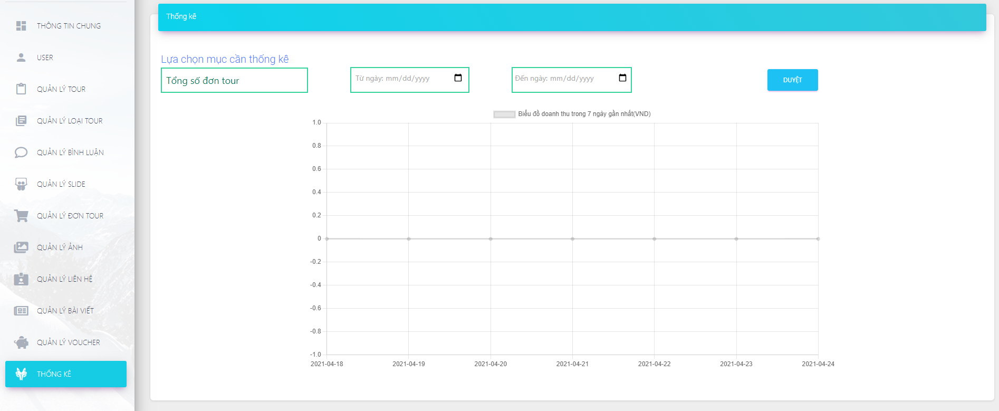 THÔNG TIN CHUNG
USER
QUẢN LÝ TOUR
QUẢN LÝ LOẠI TOUR
QUẢN LÝ BÌNH LUẬN
QUẢN LÝ SLIDE
QUẢN LÝ ĐƠN TOUR
QUẢN LÝ ẢNH
QUẢN LÝ LIÊN HỆ
QUẢN LÝ BÀI VIẾT
QUẢN LÝ VOUCHER
THỐNG KÊ
Thống kê
Lựa chọn mục cần thống kê
Tổng số đơn tour
Từ ngày: mm/dd/yyyy
Đến ngày: mm/dd/yyyy
DUYỆT
Biểu đồ doanh thu trong 7 ngày gần nhất(VND)
1.0
0.8
0.6
0.4
0.2
0
-0.2
-0.4
-0.6
-0.8
-1.0
2021-04-18 2021-04-19 2021-04-20 2021-04-21 2021-04-22 2021-04-23 2021-04-24